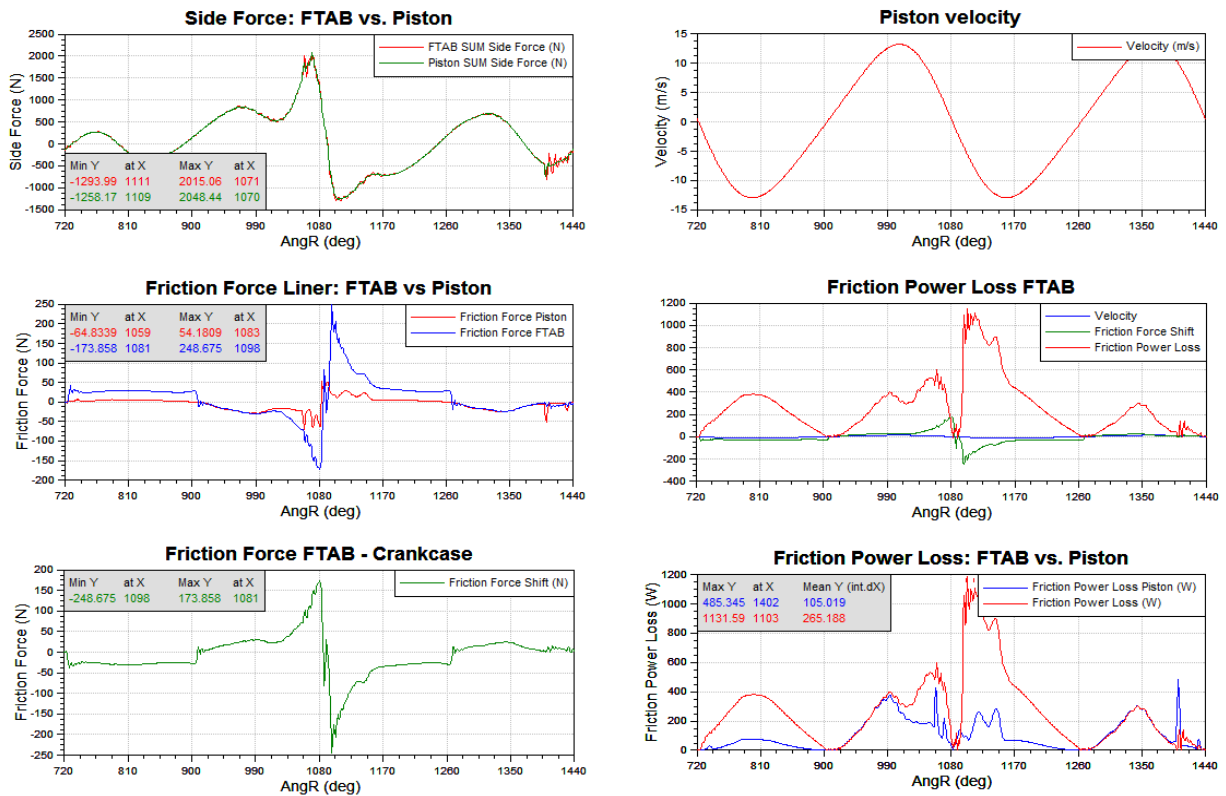 Side Force: FTAB vs. Piston
Side Force (N)
2500
2000
1500
1000
500
0
-500
-1000
-1500
FTAB SUM Side Force (N)
Piston SUM Side Force (N)
Min Y at X Max Y at X
-1293.99 1111 2015.06 1071
-1258.17 1109 2048.44 1070
720 810 900 990 1080 1170 1260 1350 1440
AngR (deg)
Piston velocity
Velocity (m/s)
15
10
5
0
-5
-10
-15
Velocity (m/s)
720 810 900 990 1080 1170 1260 1350 1440
AngR (deg)
Friction Force Liner: FTAB vs Piston
Friction Force (N)
250
200
150
100
50
0
-50
-100
-150
-200
Min Y at X Max Y at X
-64.8339 1059 54.1809 1083
-173.858 1081 248.675 1098
Friction Force Piston
Friction Force FTAB
720 810 900 990 1080 1170 1260 1350 1440
AngR (deg)
Friction Power Loss FTAB
1200
1000
800
600
400
200
0
-200
-400
Velocity
Friction Force Shift
Friction Power Loss
720 810 900 990 1080 1170 1260 1350 1440
AngR (deg)
Friction Force FTAB - Crankcase
Friction Force (N)
200
150
100
50
0
-50
-100
-150
-200
-250
Min Y at X Max Y at X
-248.675 1098 173.858 1081
Friction Force Shift (N)
720 810 900 990 1080 1170 1260 1350 1440
AngR (deg)
Friction Power Loss: FTAB vs. Piston
Friction Power Loss (W)
1200
1000
800
600
400
200
0
Max Y at X Mean Y (int.dX)
485.345 1402 105.019
1131.59 1103 265.188
Friction Power Loss Piston (W)
Friction Power Loss (W)
720 810 900 990 1080 1170 1260 1350 1440
AngR (deg)